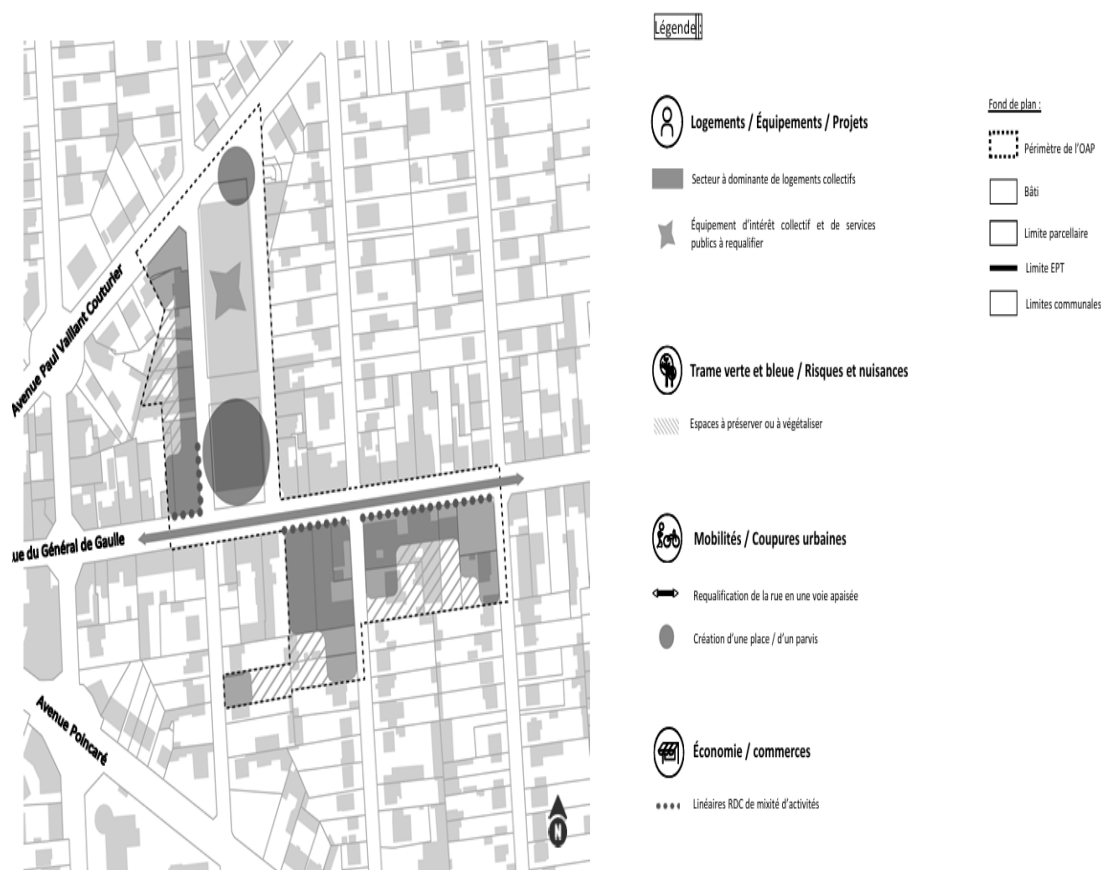 Avenue Paul Vaillant Couturier
ue du Général de Gaulle
Avenue Poincaré
N
Légende :
Logements / Équipements / Projets
Secteur à dominante de logements collectifs
Équipement d'intérêt collectif et de services
publics à requalifier
Trame verte et bleue / Risques et nuisances
Espaces à préserver ou à végétaliser
Mobilités / Coupures urbaines
Requalification de la rue en une voie apaisée
Création d'une place / d'un parvis
Économie / commerces
Linéaires RDC de mixité d'activités
Fond de plan :
Périmètre de l'OAP
Bâti
Limite parcellaire
Limite EPT
Limites communales